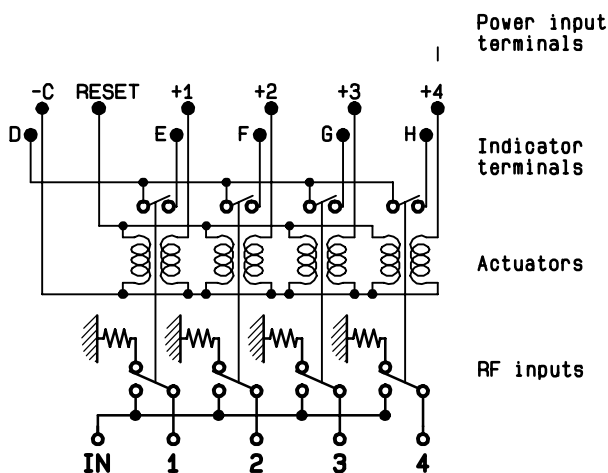 Power input
terminals
-C RESET +1 +2 +3 +4
D E F G H
Indicator
terminals
Actuators
RF inputs
IN 1 2 3 4